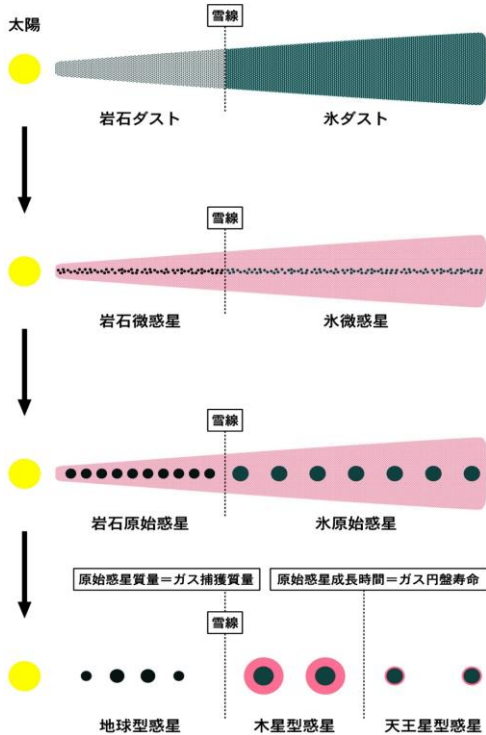 太陽
雪線
岩石ダスト
氷ダスト
雪線
岩石微惑星
氷微惑星
雪線
岩石原始惑星
氷原始惑星
原始惑星質量＝ガス捕獲質量
原始惑星成長時間＝ガス円盤寿命
雪線
地球型惑星
木星型惑星
天王星型惑星